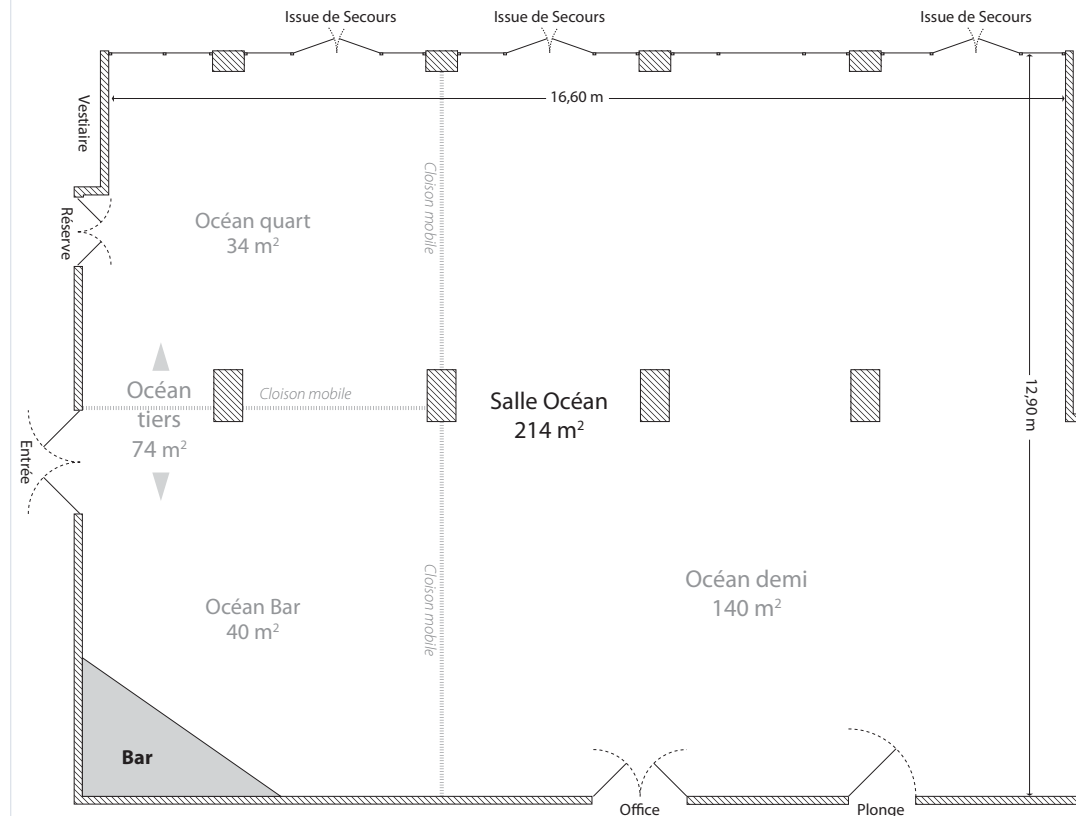 Issue de Secours
Issue de Secours
Issue de Secours
16,60 m
Vestiaire
Cloison mobile
Réserve
Océan quart
34 m²
Océan
tiers
74 m²
Cloison mobile
Salle Océan
214 m²
12,90 m
Entrée
Cloison mobile
Océan demi
140 m²
Océan Bar
40 m²
Bar
Office
Plonge